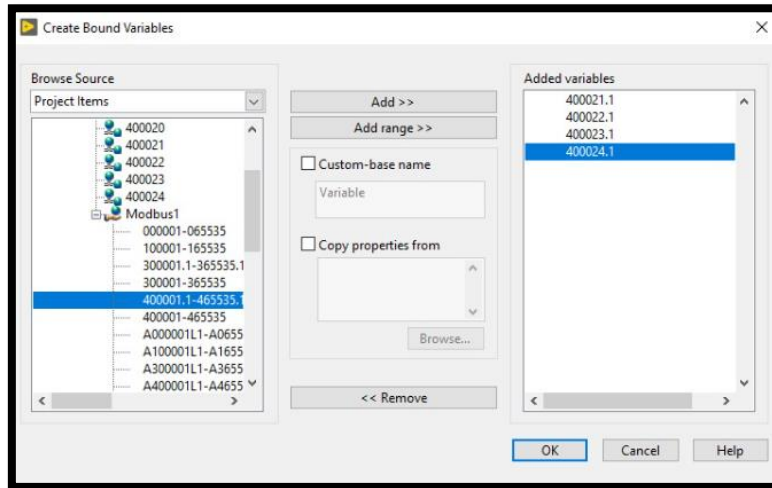 Create Bound Variables
Browse Source
Project Items
400020
400021
400022
400023
400024
Modbus1
000001-065535
100001-165535
300001.1-365535.1
300001-365535
400001.1-465535.1
400001-465535
A000001L1-A0655
A100001L1-A1655
A300001L1-A3655
A400001L1-A4655
Add >>
Add range >>
Custom-base name
Variable
Copy properties from
Browse...
<< Remove
Added variables
400021.1
400022.1
400023.1
400024.1
OK
Cancel
Help